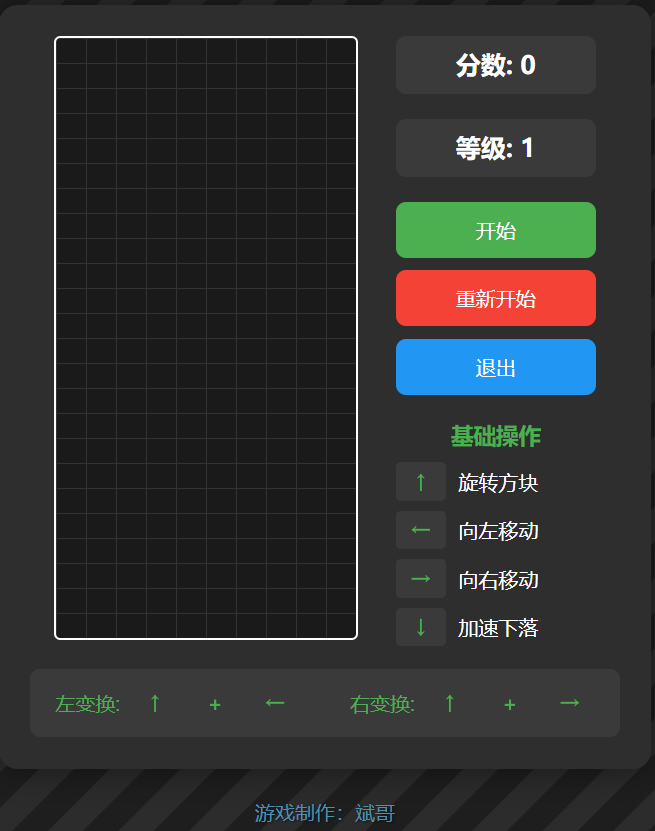 分数: 0
等级: 1
开始
重新开始
退出
基础操作
↑ 旋转方块
← 向左移动
→ 向右移动
↓ 加速下落
左变换: ↑ + ← 右变换: ↑ + →
游戏制作：斌哥